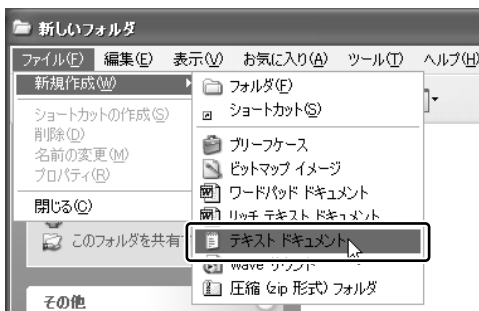 新しいフォルダ
ファイル(F) 編集(E) 表示(V) お気に入り(A) ツール(T) ヘルプ(H)
新規作成(W)
ショートカットの作成(S)
削除(D)
名前の変更(M)
プロパティ(R)
閉じる(C)
フォルダ(F)
ショートカット(S)
ブリーフケース
ビットマップ イメージ
ワードパッド ドキュメント
リッチ テキスト ドキュメント
テキスト ドキュメント
Wave サウンド
圧縮 (zip 形式) フォルダ
このフォルダを共有
その他